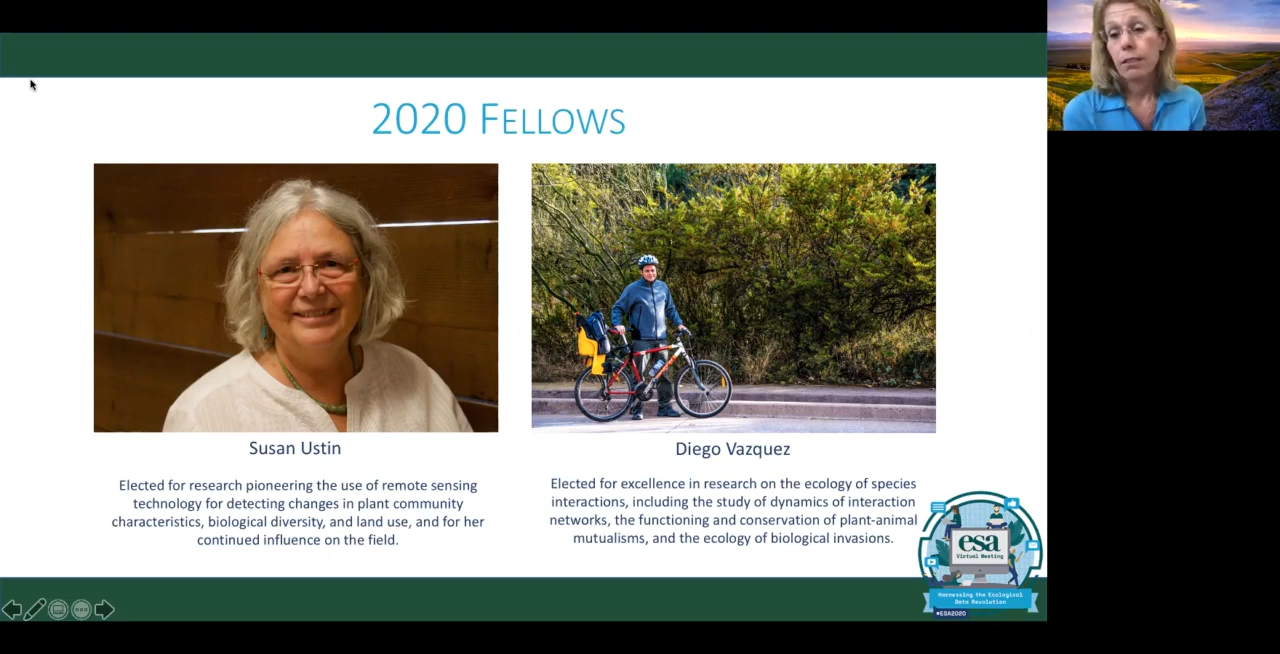 2020 FELLOWS
Susan Ustin
Elected for research pioneering the use of remote sensing
technology for detecting changes in plant community
characteristics, biological diversity, and land use, and for her
continued influence on the field.
Diego Vazquez
Elected for excellence in research on the ecology of species
interactions, including the study of dynamics of interaction
networks, the functioning and conservation of plant-animal
mutualisms, and the ecology of biological invasions.
esa
Virtual Meeting
Harnessing the Ecological
Data Revolution
#ESA2020